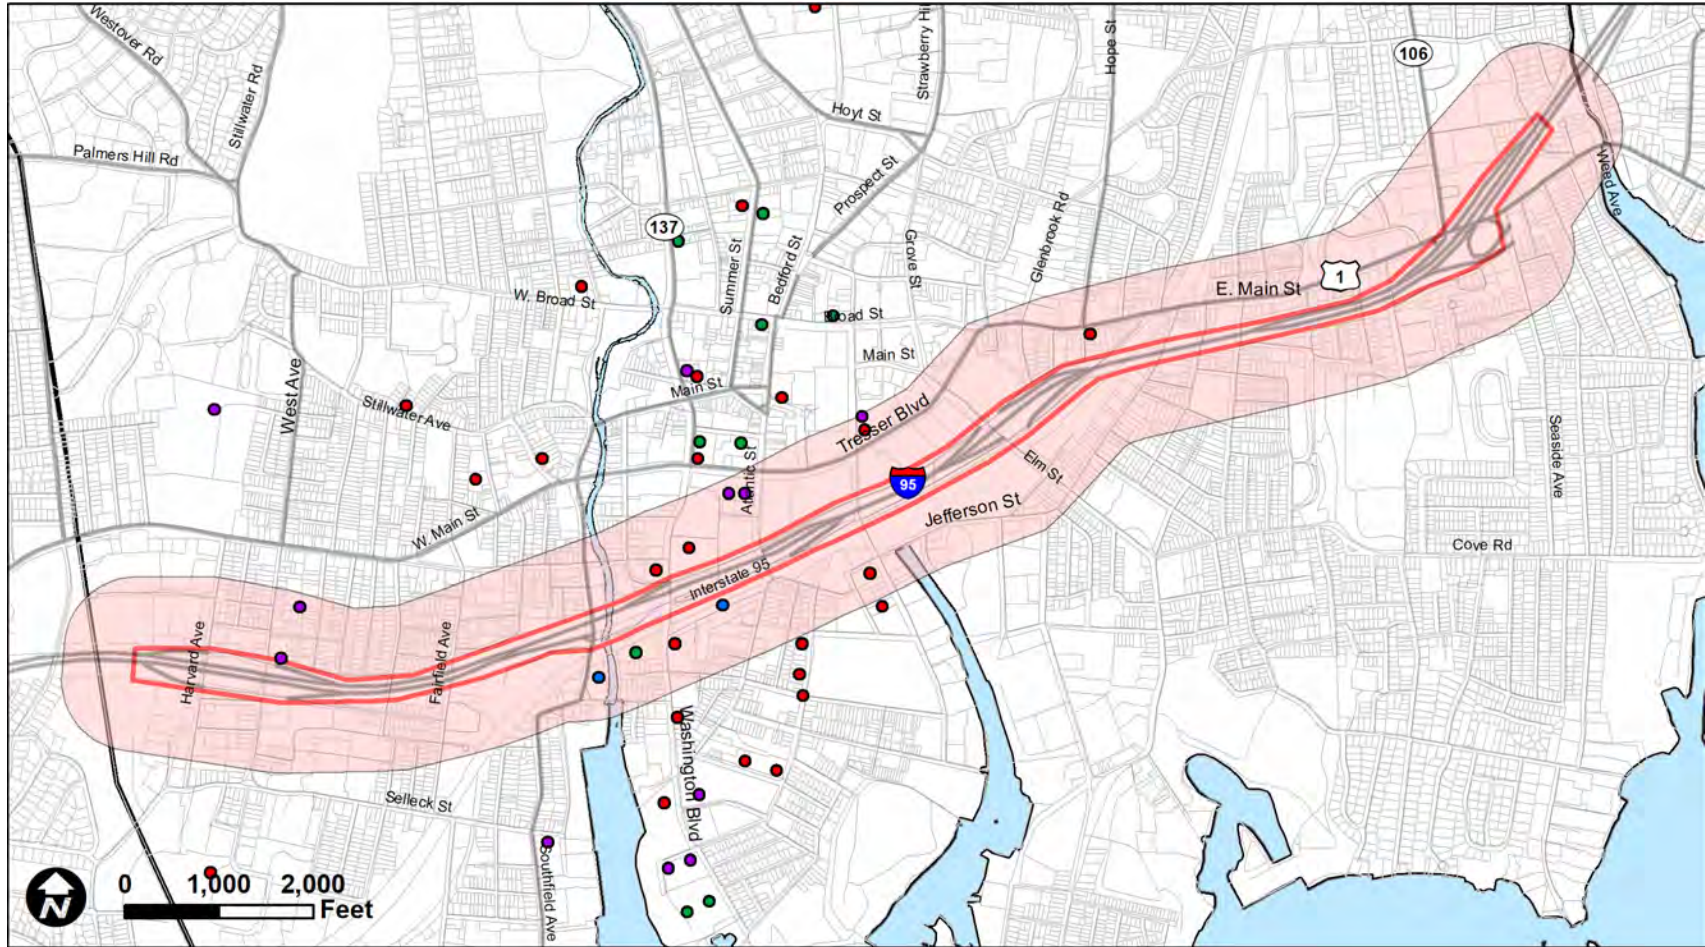 Westover Rd
Stillwater Rd
Palmers Hill Rd
Strawberry Hill
Hope St
106
Hoyt St
Prospect St
Weed Ave
137
Summer St
Bedford St
Grove St
Glenbrook Rd
W. Broad St
Broad St
E. Main St
1
Main St
Main St
West Ave
Stillwater Ave
Tresser Blvd
Atlantic St
Elm St
Seaside Ave
95
Jefferson St
W. Main St
Cove Rd
Interstate 95
Harvard Ave
Fairfield Ave
Washington Blvd
Selleck St
Southfield Ave
N
0 1,000 2,000
Feet